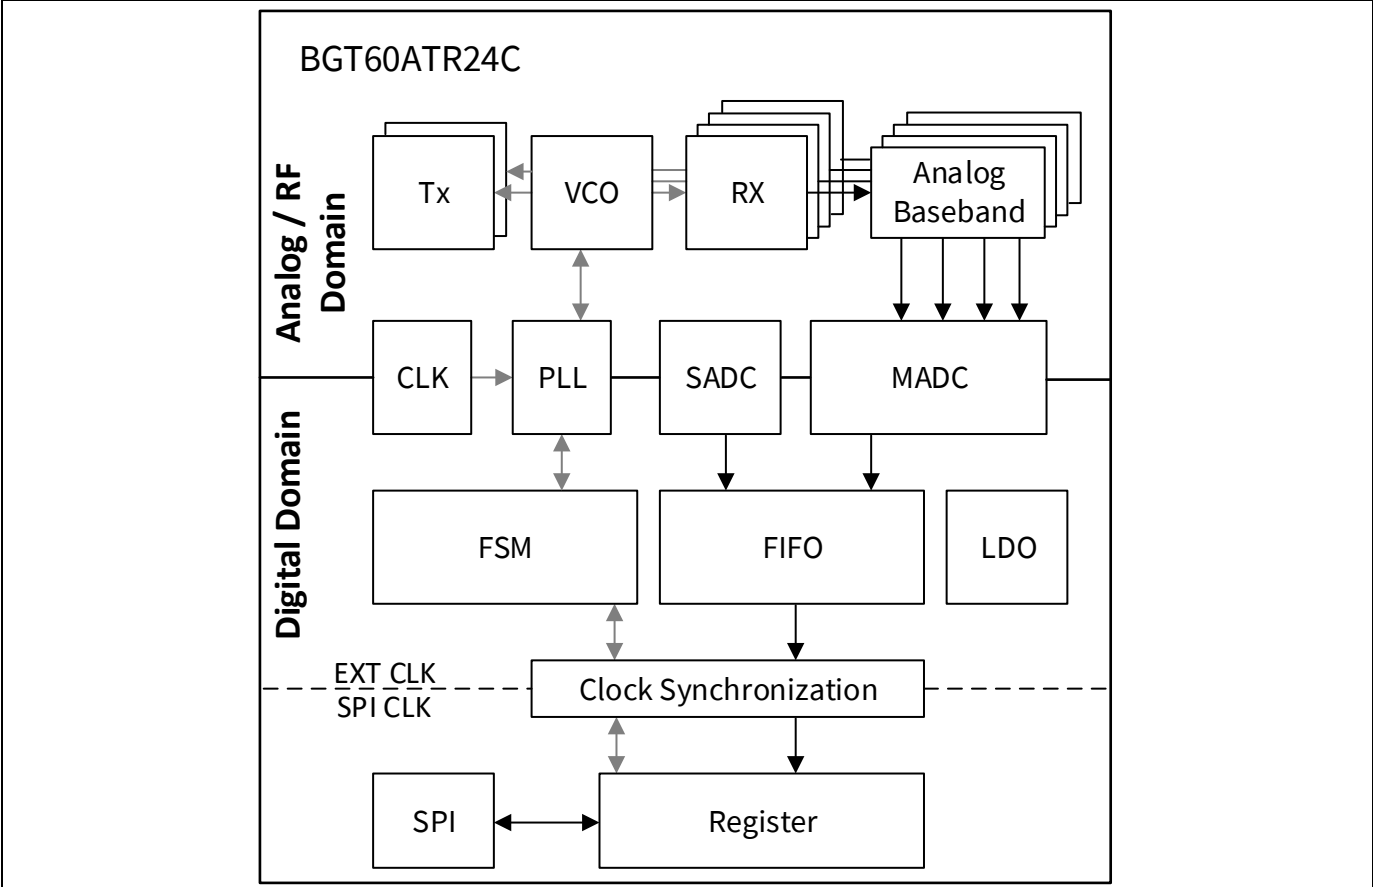 BGT60ATR24C
Analog / RF
Domain
Tx
VCO
RX
Analog
Baseband
CLK
PLL
SADC
MADC
Digital Domain
FSM
FIFO
LDO
EXT CLK
SPI CLK
Clock Synchronization
SPI
Register